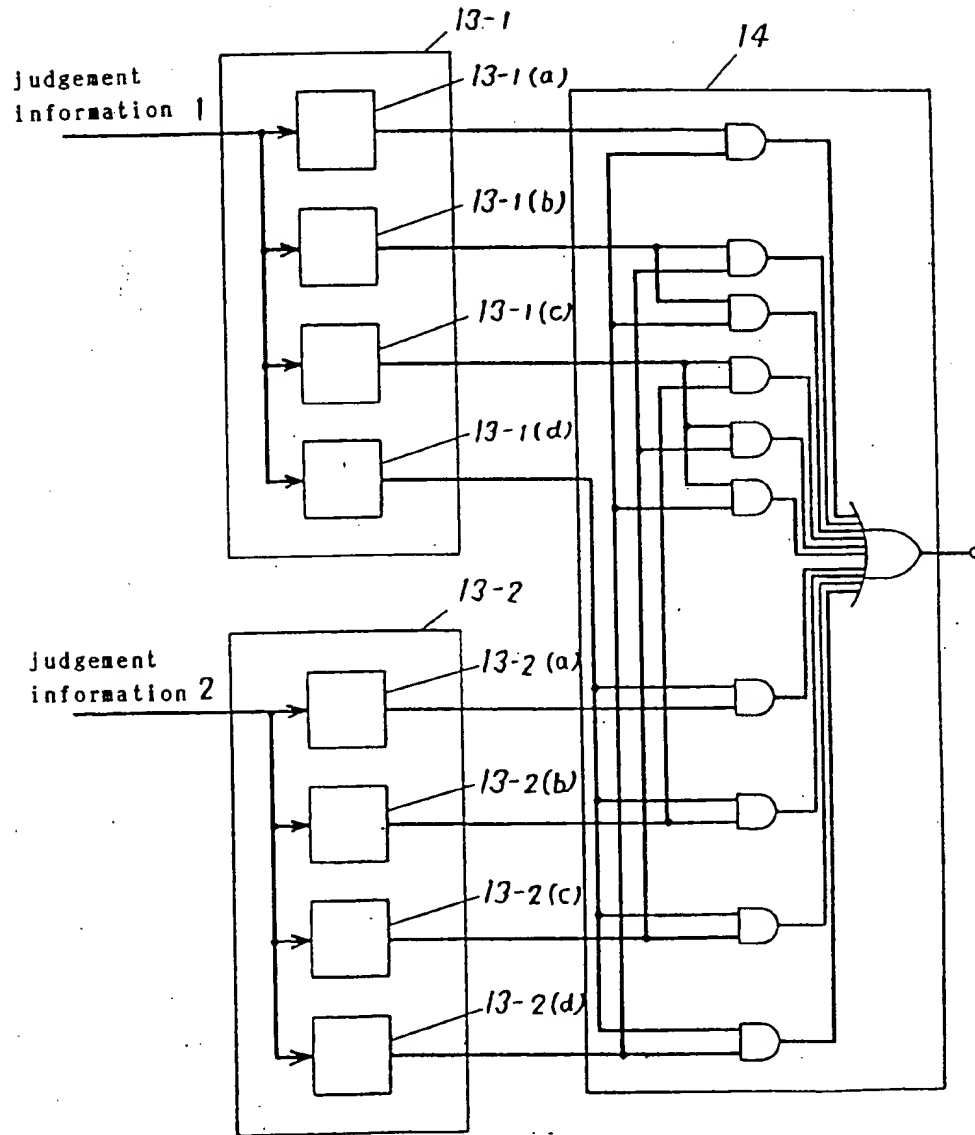 13-1
14
judgement
information 1
13-1(a)
13-1(b)
13-1(c)
13-1(d)
13-2
judgement
information 2
13-2(a)
13-2(b)
13-2(c)
13-2(d)